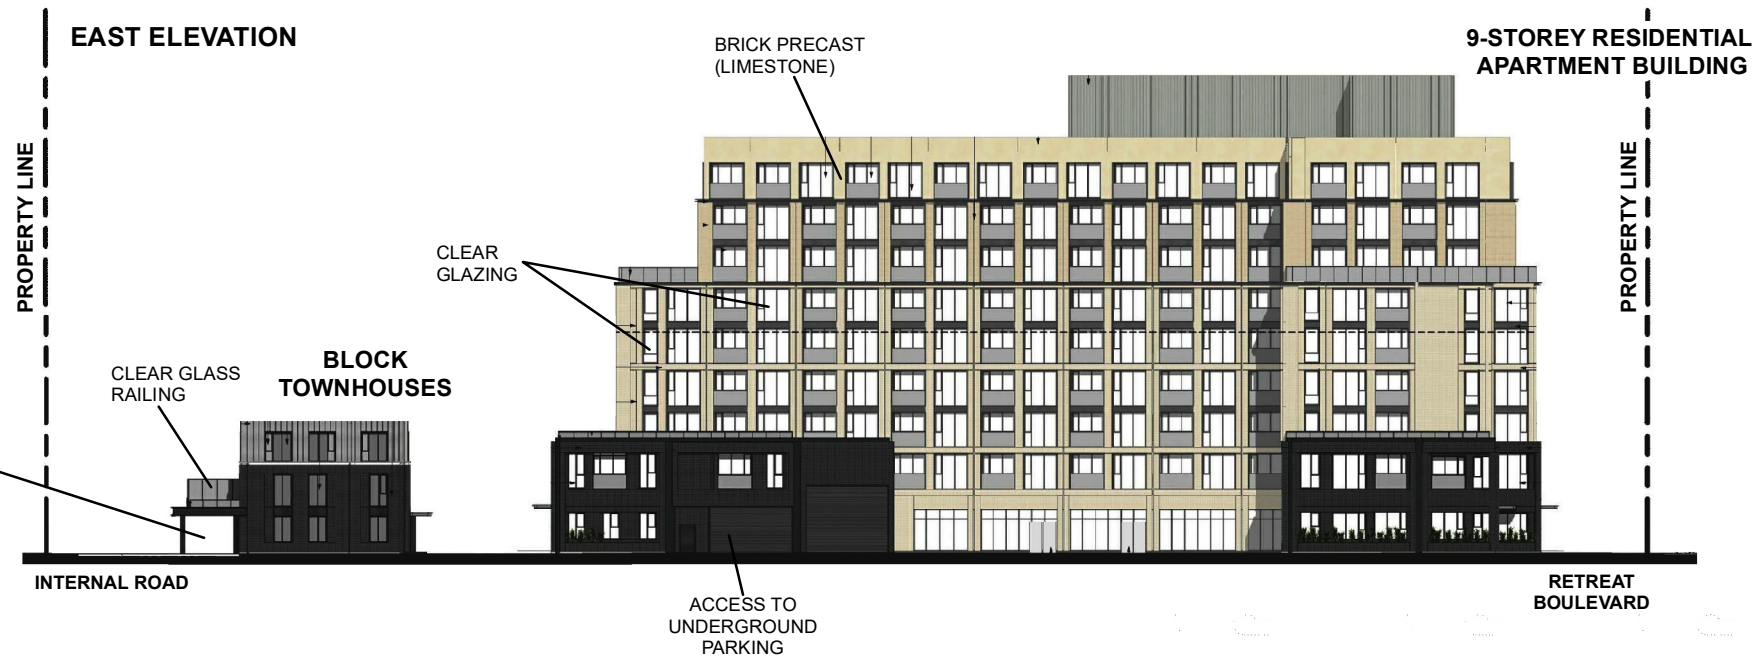 EAST ELEVATION
9-STOREY RESIDENTIAL
APARTMENT BUILDING
BRICK PRECAST
(LIMESTONE)
PROPERTY LINE
PROPERTY LINE
CLEAR
GLAZING
BLOCK
TOWNHOUSES
CLEAR GLASS
RAILING
INTERNAL ROAD
RETREAT
BOULEVARD
ACCESS TO
UNDERGROUND
PARKING